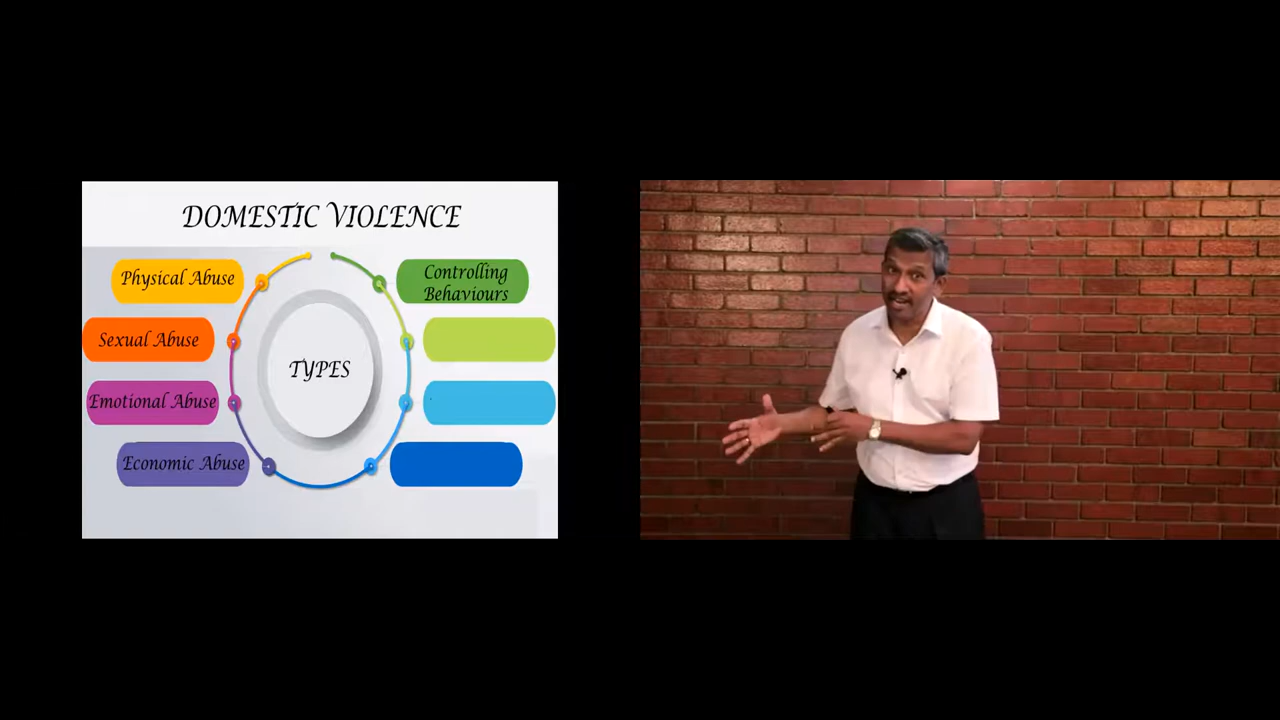 DOMESTIC VIOLENCE
Physical Abuse
Sexual Abuse
Emotional Abuse
Economic Abuse
TYPES
Controlling
Behaviours